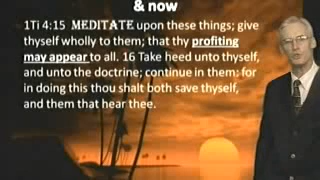 & now
1Ti 4:15 MEDITATE upon these things; give
thyself wholly to them; that thy profiting
may appear to all. 16 Take heed unto thyself,
and unto the doctrine; continue in them: for
in doing this thou shalt both save thyself,
and them that hear thee.